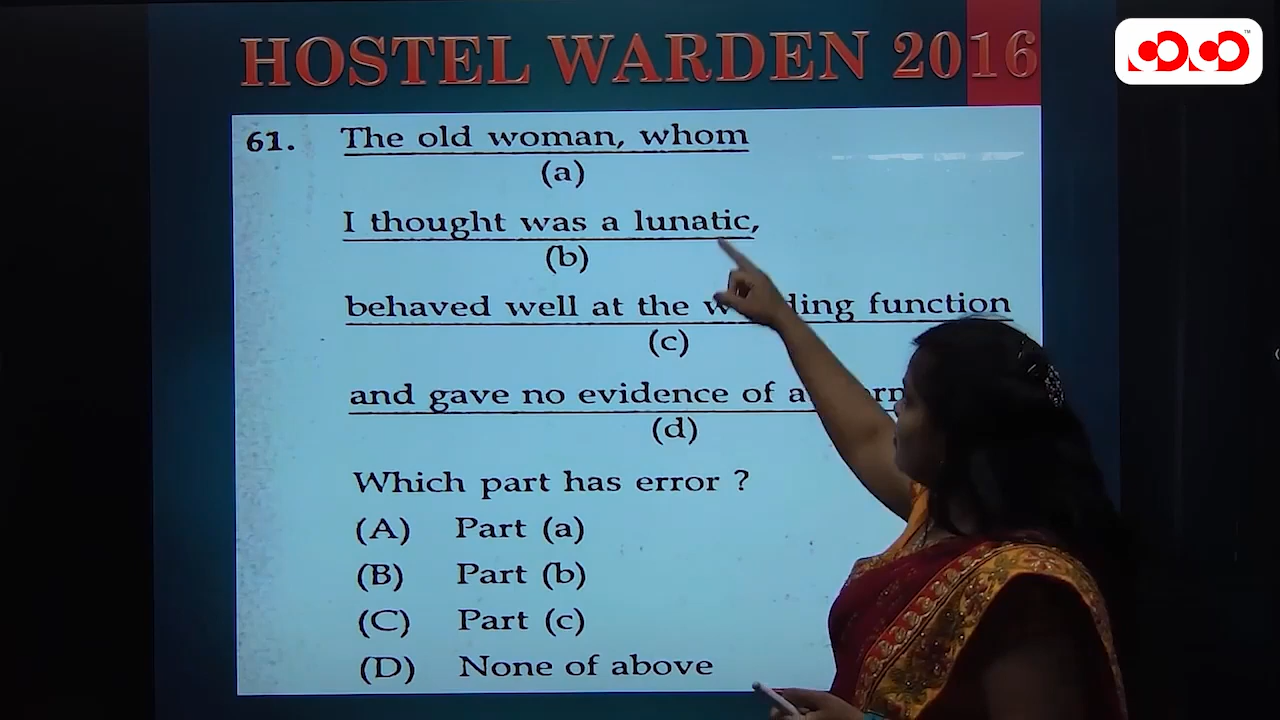 HOSTEL WARDEN 2016
61. The old woman, whom
(a)
I thought was a lunatic,
(b)
behaved well at the function
(c)
and gave no evidence of
(d)
Which part has error ?
(A) Part (a)
(B) Part (b)
(C) Part (c)
(D) None of above